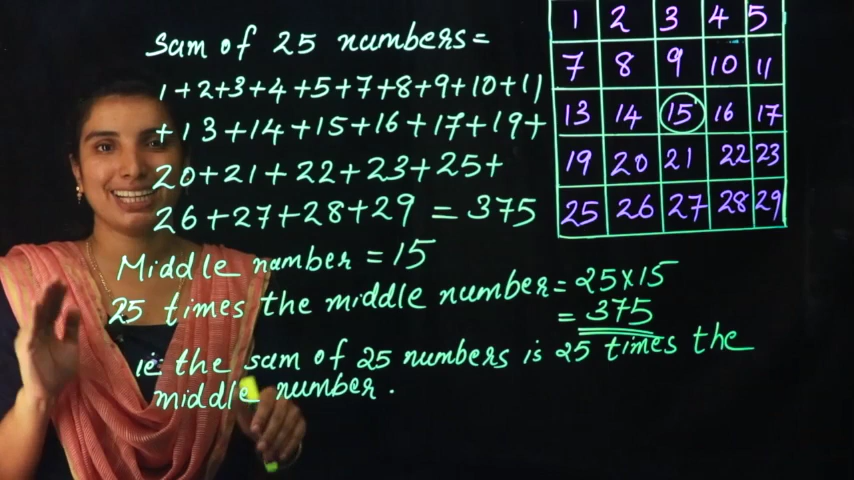 Sum of 25 numbers =
1+2+3+4+5+7+8+9+10+11
+13+14+15+16+17+19+
20+21+22+23+25+
26+27+28+29 = 375
Middle number = 15
25 times the middle number = 25×15
= 375
ie the sum of 25 numbers is 25 times the
middle number.
1 2 3 4 5
7 8 9 10 11
13 14 15 16 17
19 20 21 22 23
25 26 27 28 29